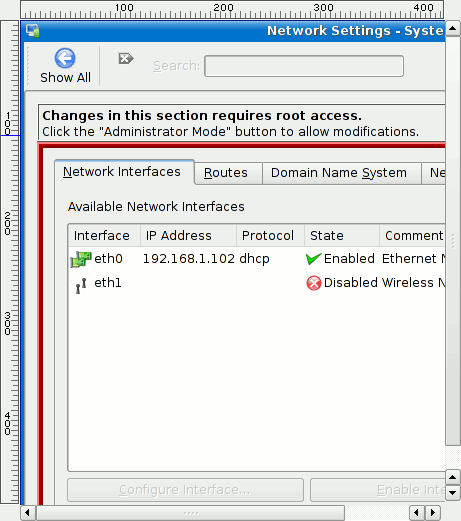 100 200 300 400
Network Settings - Syste
Show All
Search:
100
Changes in this section requires root access.
Click the "Administrator Mode" button to allow modifications.
Network Interfaces Routes Domain Name System Ne
200
Available Network Interfaces
Interface IP Address Protocol State Comment
eth0 192.168.1.102 dhcp Enabled Ethernet N
eth1 Disabled Wireless N
300
400
Configure Interface... Enable Inte